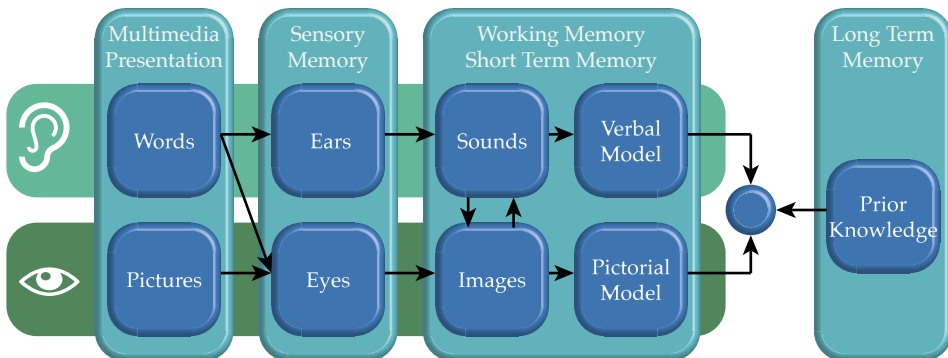 Multimedia
Presentation
Sensory
Memory
Working Memory
Short Term Memory
Long Term
Memory
Words
Ears
Sounds
Verbal
Model
Prior
Knowledge
Pictures
Eyes
Images
Pictorial
Model